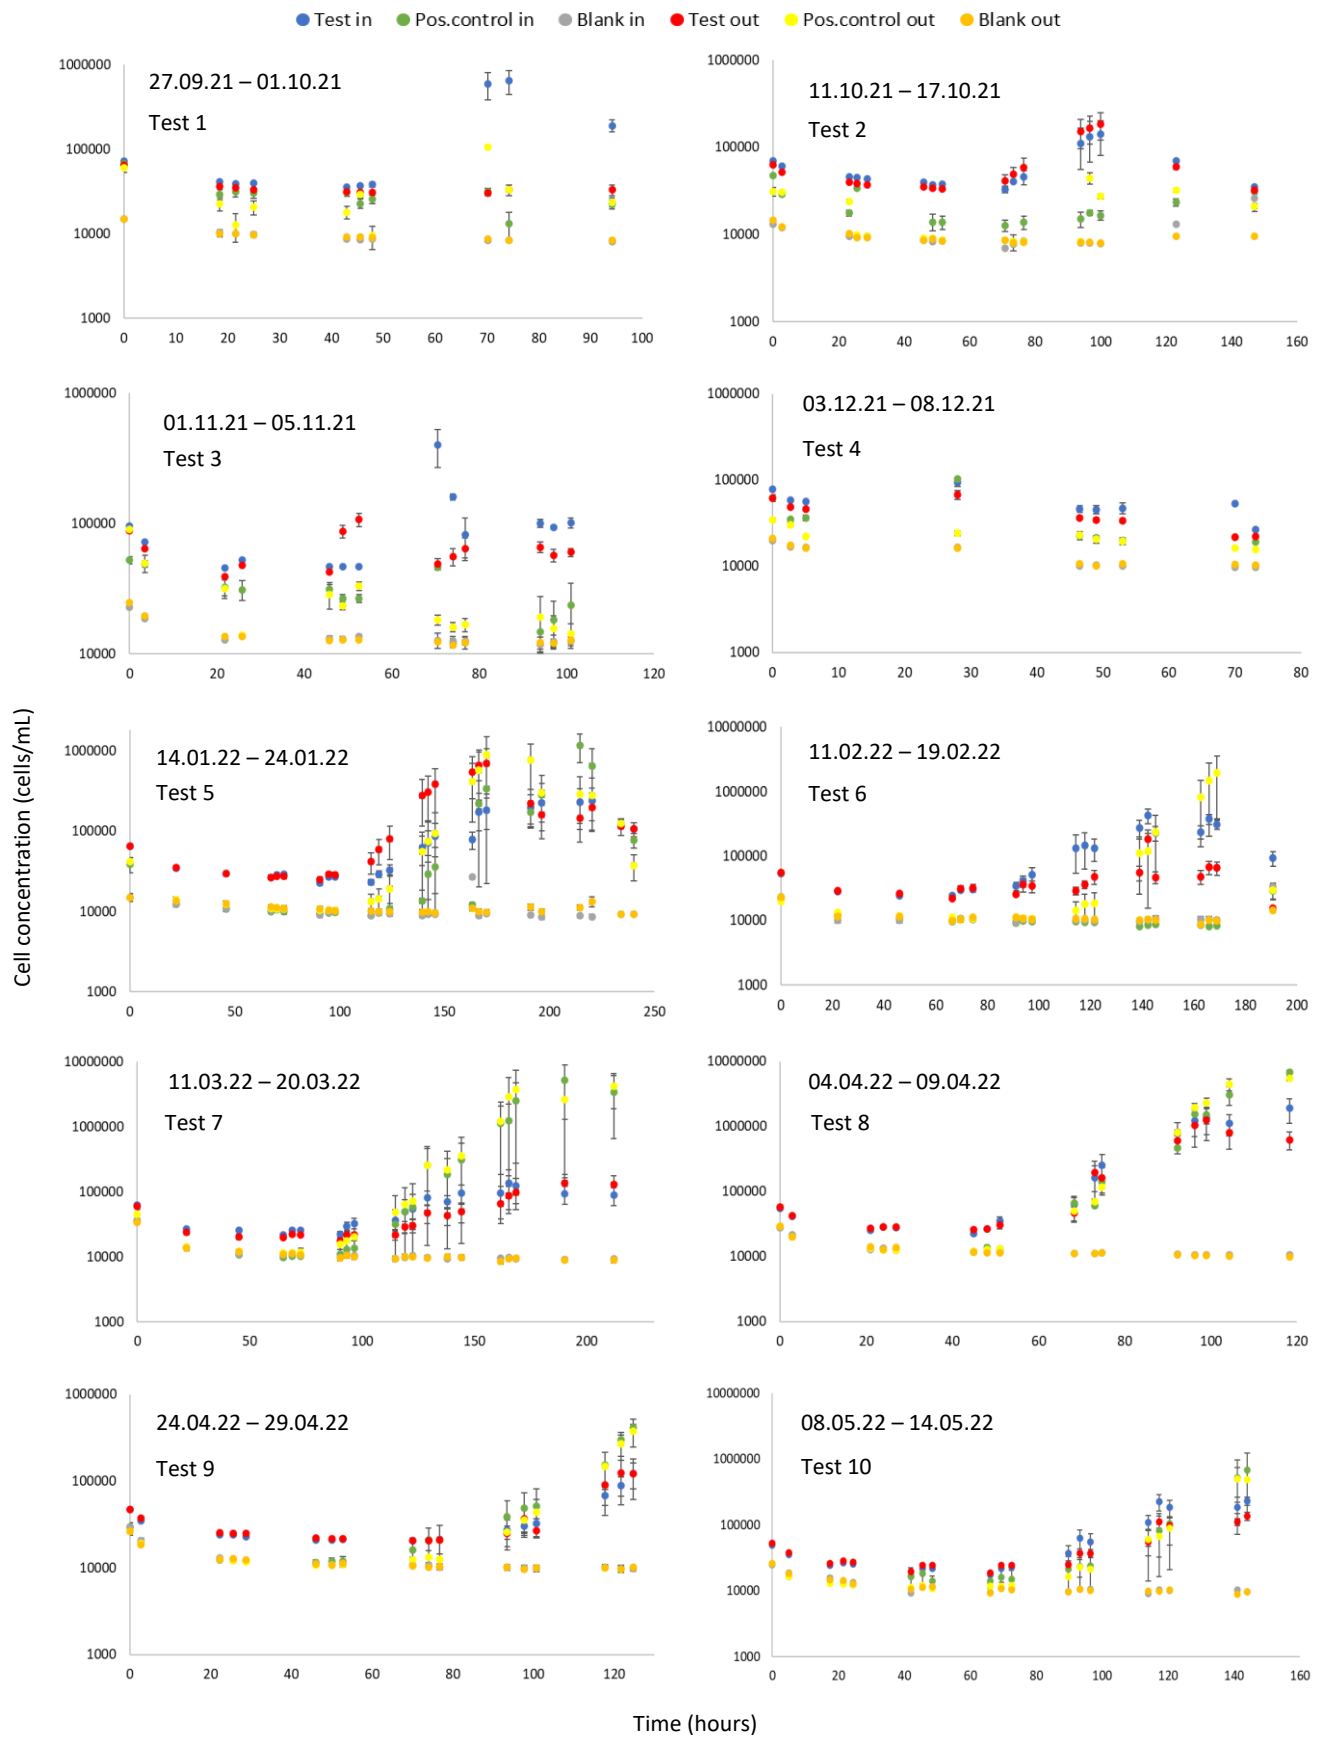 Test in Pos.control in Blank in Test out Pos.control out Blank out
27.09.21 – 01.10.21
Test 1
1000000
100000
10000
1000
0 10 20 30 40 50 60 70 80 90 100
11.10.21 – 17.10.21
Test 2
1000000
100000
10000
1000
0 20 40 60 80 100 120 140 160
01.11.21 – 05.11.21
Test 3
1000000
100000
10000
0 20 40 60 80 100 120
03.12.21 – 08.12.21
Test 4
1000000
100000
10000
1000
0 10 20 30 40 50 60 70 80
14.01.22 – 24.01.22
Test 5
1000000
100000
10000
1000
0 50 100 150 200 250
11.02.22 – 19.02.22
Test 6
10000000
1000000
100000
10000
1000
0 20 40 60 80 100 120 140 160 180 200
11.03.22 – 20.03.22
Test 7
10000000
1000000
100000
10000
1000
0 50 100 150 200
04.04.22 – 09.04.22
Test 8
10000000
1000000
100000
10000
1000
0 20 40 60 80 100 120
24.04.22 – 29.04.22
Test 9
1000000
100000
10000
1000
0 20 40 60 80 100 120
08.05.22 – 14.05.22
Test 10
10000000
1000000
100000
10000
1000
0 20 40 60 80 100 120 140 160
Cell concentration (cells/mL)
Time (hours)